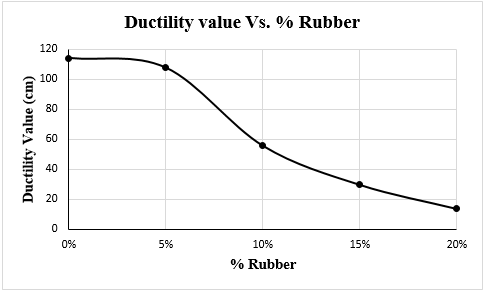 Ductility value Vs. % Rubber
120
100
80
60
40
20
0
Ductility Value (cm)
0% 5% 10% 15% 20%
% Rubber